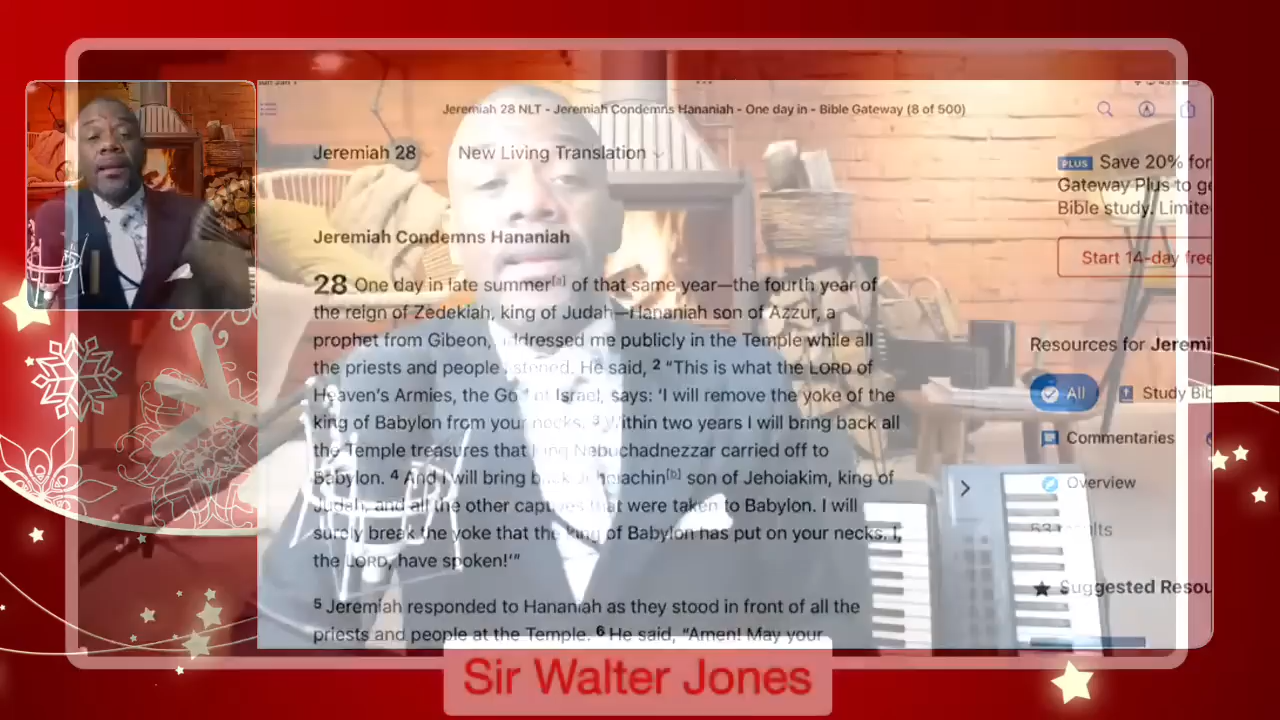 Jeremiah 28 NLT - Jeremiah Condemns Hananiah - One day in - Bible Gateway (8 of 500)
Jeremiah 28 New Living Translation
PLUS Save 20% for
Gateway Plus to ge
Bible study. Limite
Start 14-day free
Jeremiah Condemns Hananiah
28 One day in late summer[a] of that same year—the fourth year of
the reign of Zedekiah, king of Judah—Hananiah son of Azzur, a
prophet from Gibeon, addressed me publicly in the Temple while all
the priests and people listened. He said, 2 “This is what the LORD of
Heaven’s Armies, the God of Israel, says: ‘I will remove the yoke of the
king of Babylon from your necks. 3 Within two years I will bring back all
the Temple treasures that King Nebuchadnezzar carried off to
Babylon. 4 And I will bring back Jehoiachin[b] son of Jehoiakim, king of
Judah, and all the other captives that were taken to Babylon. I will
surely break the yoke that the king of Babylon has put on your necks. I,
the LORD, have spoken!’”
5 Jeremiah responded to Hananiah as they stood in front of all the
priests and people at the Temple. 6 He said, “Amen! May your
Resources for Jeremi
All Study Bib
Commentaries
Overview
53 results
Suggested Resou
Sir Walter Jones